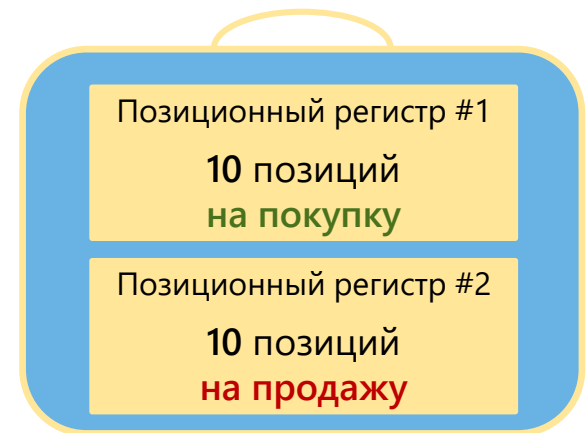 Позиционный регистр #1
10 позиций
на покупку
Позиционный регистр #2
10 позиций
на продажу